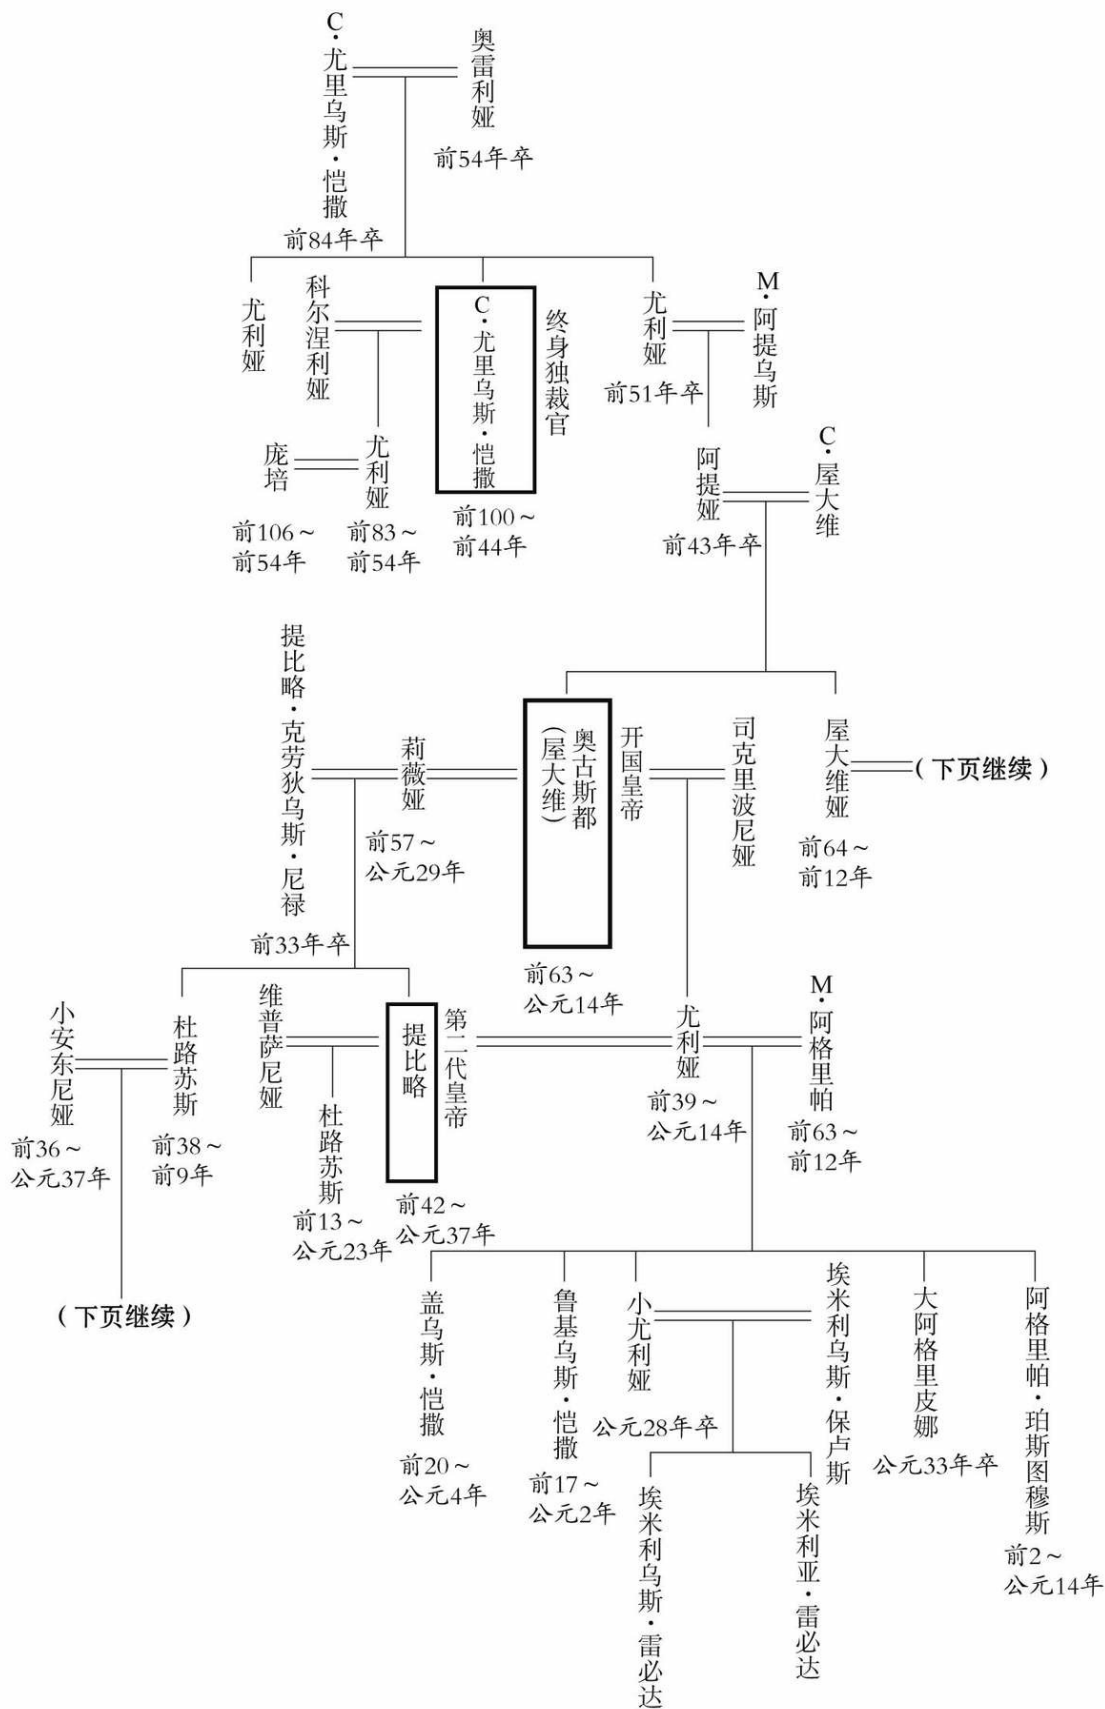 C·尤里乌斯·恺撒
前84年卒
奥雷利娅
前54年卒
尤利娅
科尔涅利娅
C·尤里乌斯·恺撒
终身独裁官
前100～
前44年
尤利娅
前51年卒
M·阿提乌斯
庞培
前106～
前54年
尤利娅
前83～
前54年
阿提娅
前43年卒
C·屋大维
提比略·克劳狄乌斯·尼禄
前33年卒
莉薇娅
前57～
公元29年
奥古斯都
（屋大维）
开国皇帝
前63～
公元14年
司克里波尼娅
屋大维娅
前64～
前12年
（下页继续）
小安东尼娅
前36～
公元37年
杜路苏斯
前38～
前9年
维普萨尼娅
提比略
第二代皇帝
前42～
公元37年
尤利娅
前39～
公元14年
M·阿格里帕
前63～
前12年
杜路苏斯
前13～
公元23年
（下页继续）
盖乌斯·恺撒
前20～
公元4年
鲁基乌斯·恺撒
前17～
公元2年
小尤利娅
公元28年卒
埃米利乌斯·保卢斯
大阿格里皮娜
公元33年卒
阿格里帕·珀斯图穆斯
前2～
公元14年
埃米利乌斯·雷必达
埃米利亚·雷必达